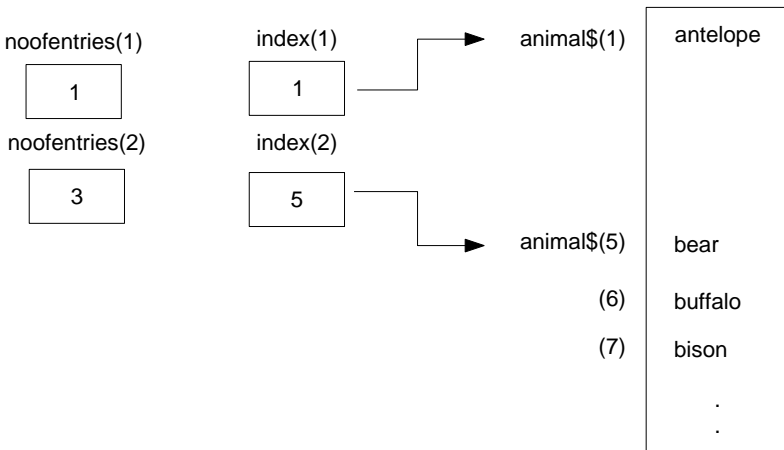 noofentries(1) index(1) animal$(1) antelope
1 1
noofentries(2) index(2)
3 5
animal$(5) bear
(6) buffalo
(7) bison
.
.